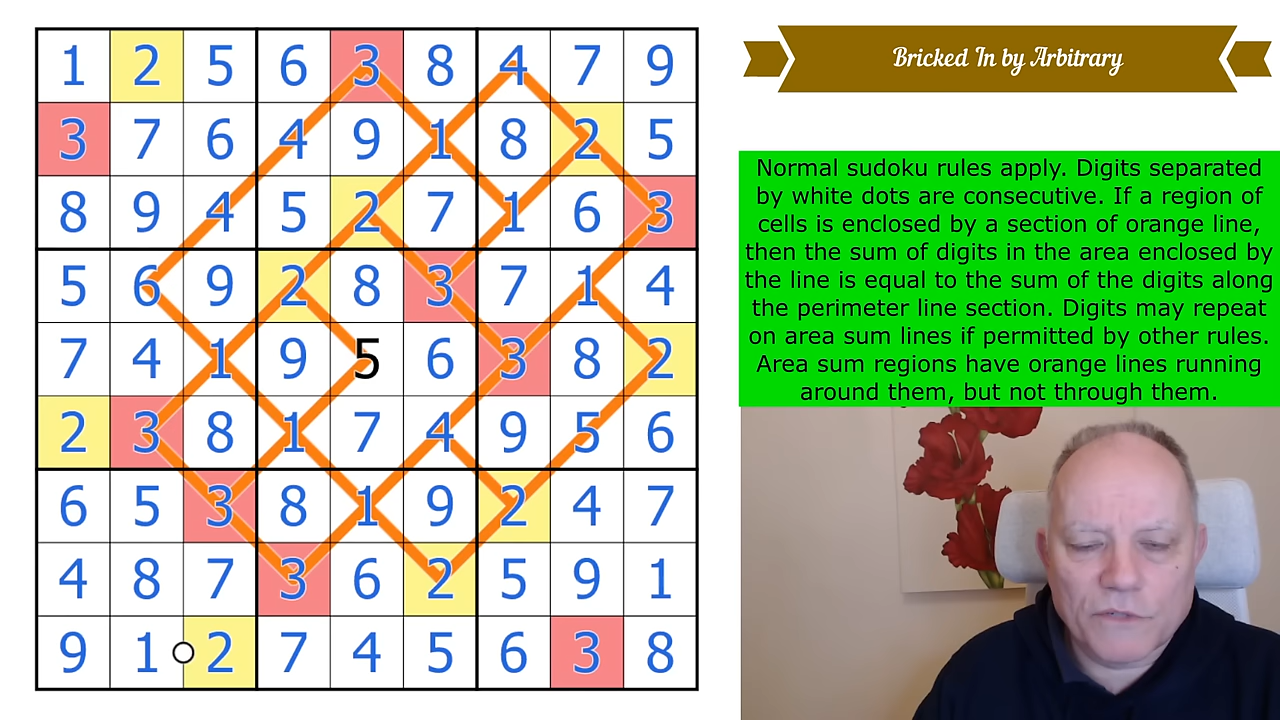 1 2 5 6 3 8 4 7 9
3 7 6 4 9 1 8 2 5
8 9 4 5 2 7 1 6 3
5 6 9 2 8 3 7 1 4
7 4 1 9 5 6 3 8 2
2 3 8 1 7 4 9 5 6
6 5 3 8 1 9 2 4 7
4 8 7 3 6 2 5 9 1
9 1 2 7 4 5 6 3 8
Bricked In by Arbitrary
Normal sudoku rules apply. Digits separated
by white dots are consecutive. If a region of
cells is enclosed by a section of orange line,
then the sum of digits in the area enclosed by
the line is equal to the sum of the digits along
the perimeter line section. Digits may repeat
on area sum lines if permitted by other rules.
Area sum regions have orange lines running
around them, but not through them.